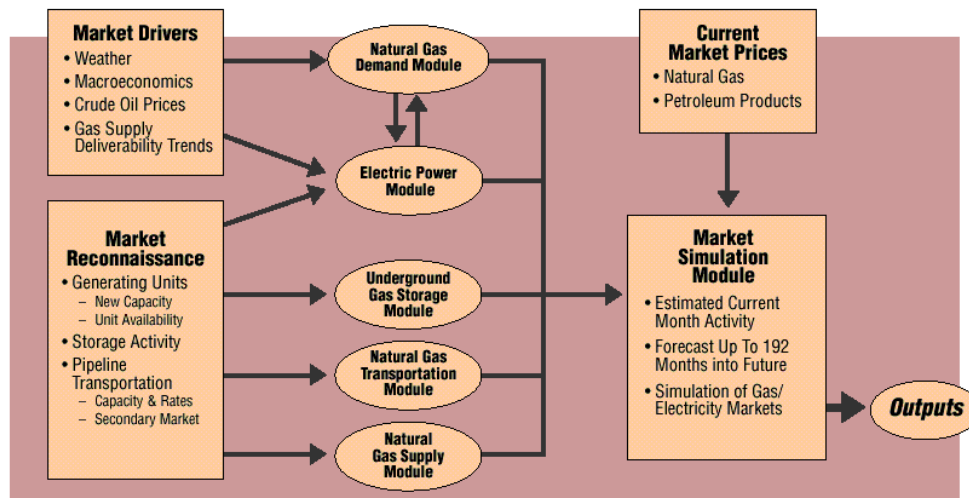 Market Drivers
• Weather
• Macroeconomics
• Crude Oil Prices
• Gas Supply
Deliverability Trends
Market
Reconnaissance
• Generating Units
– New Capacity
– Unit Availability
• Storage Activity
• Pipeline
Transportation
– Capacity & Rates
– Secondary Market
Natural Gas
Demand Module
Electric Power
Module
Underground
Gas Storage
Module
Natural Gas
Transportation
Module
Natural
Gas Supply
Module
Current
Market Prices
• Natural Gas
• Petroleum Products
Market
Simulation
Module
• Estimated Current
Month Activity
• Forecast Up To 192
Months into Future
• Simulation of Gas/
Electricity Markets
Outputs